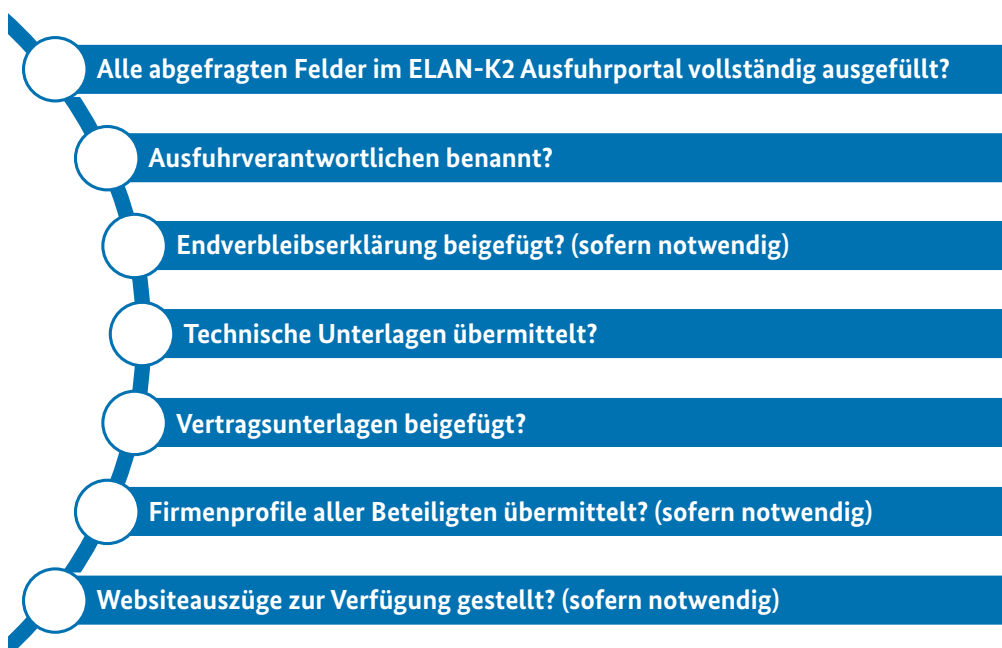 Alle abgefragten Felder im ELAN-K2 Ausfuhrportal vollständig ausgefüllt?
Ausfuhrverantwortlichen benannt?
Endverbleibserklärung beigefügt? (sofern notwendig)
Technische Unterlagen übermittelt?
Vertragsunterlagen beigefügt?
Firmenprofile aller Beteiligten übermittelt? (sofern notwendig)
Websiteauszüge zur Verfügung gestellt? (sofern notwendig)